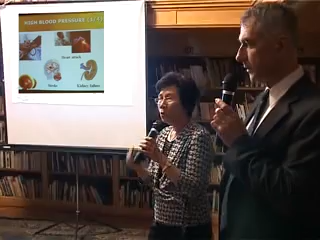 HIGH BLOOD PRESSURE
Heart attack
Stroke
Kidney failure